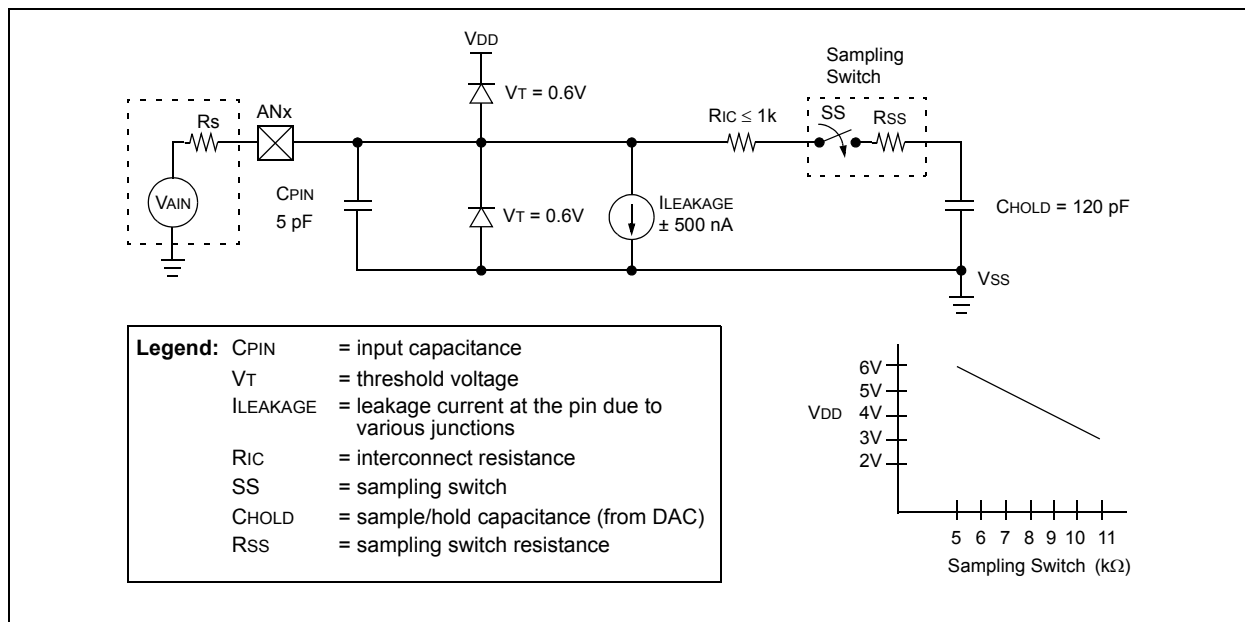 VDD
Sampling
Switch
VT = 0.6V
ANx
RIC ≤ 1k
SS
RSS
Rs
VAIN
CPIN
5 pF
VT = 0.6V
ILEAKAGE
± 500 nA
CHOLD = 120 pF
VSS
Legend: CPIN = input capacitance
VT = threshold voltage
ILEAKAGE = leakage current at the pin due to
various junctions
RIC = interconnect resistance
SS = sampling switch
CHOLD = sample/hold capacitance (from DAC)
RSS = sampling switch resistance
6V
5V
VDD 4V
3V
2V
5 6 7 8 9 10 11
Sampling Switch (kΩ)